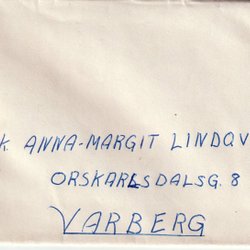 K ANNA-MARGIT LINDQV
ORSKARLSDALSG. 8
VARBERG